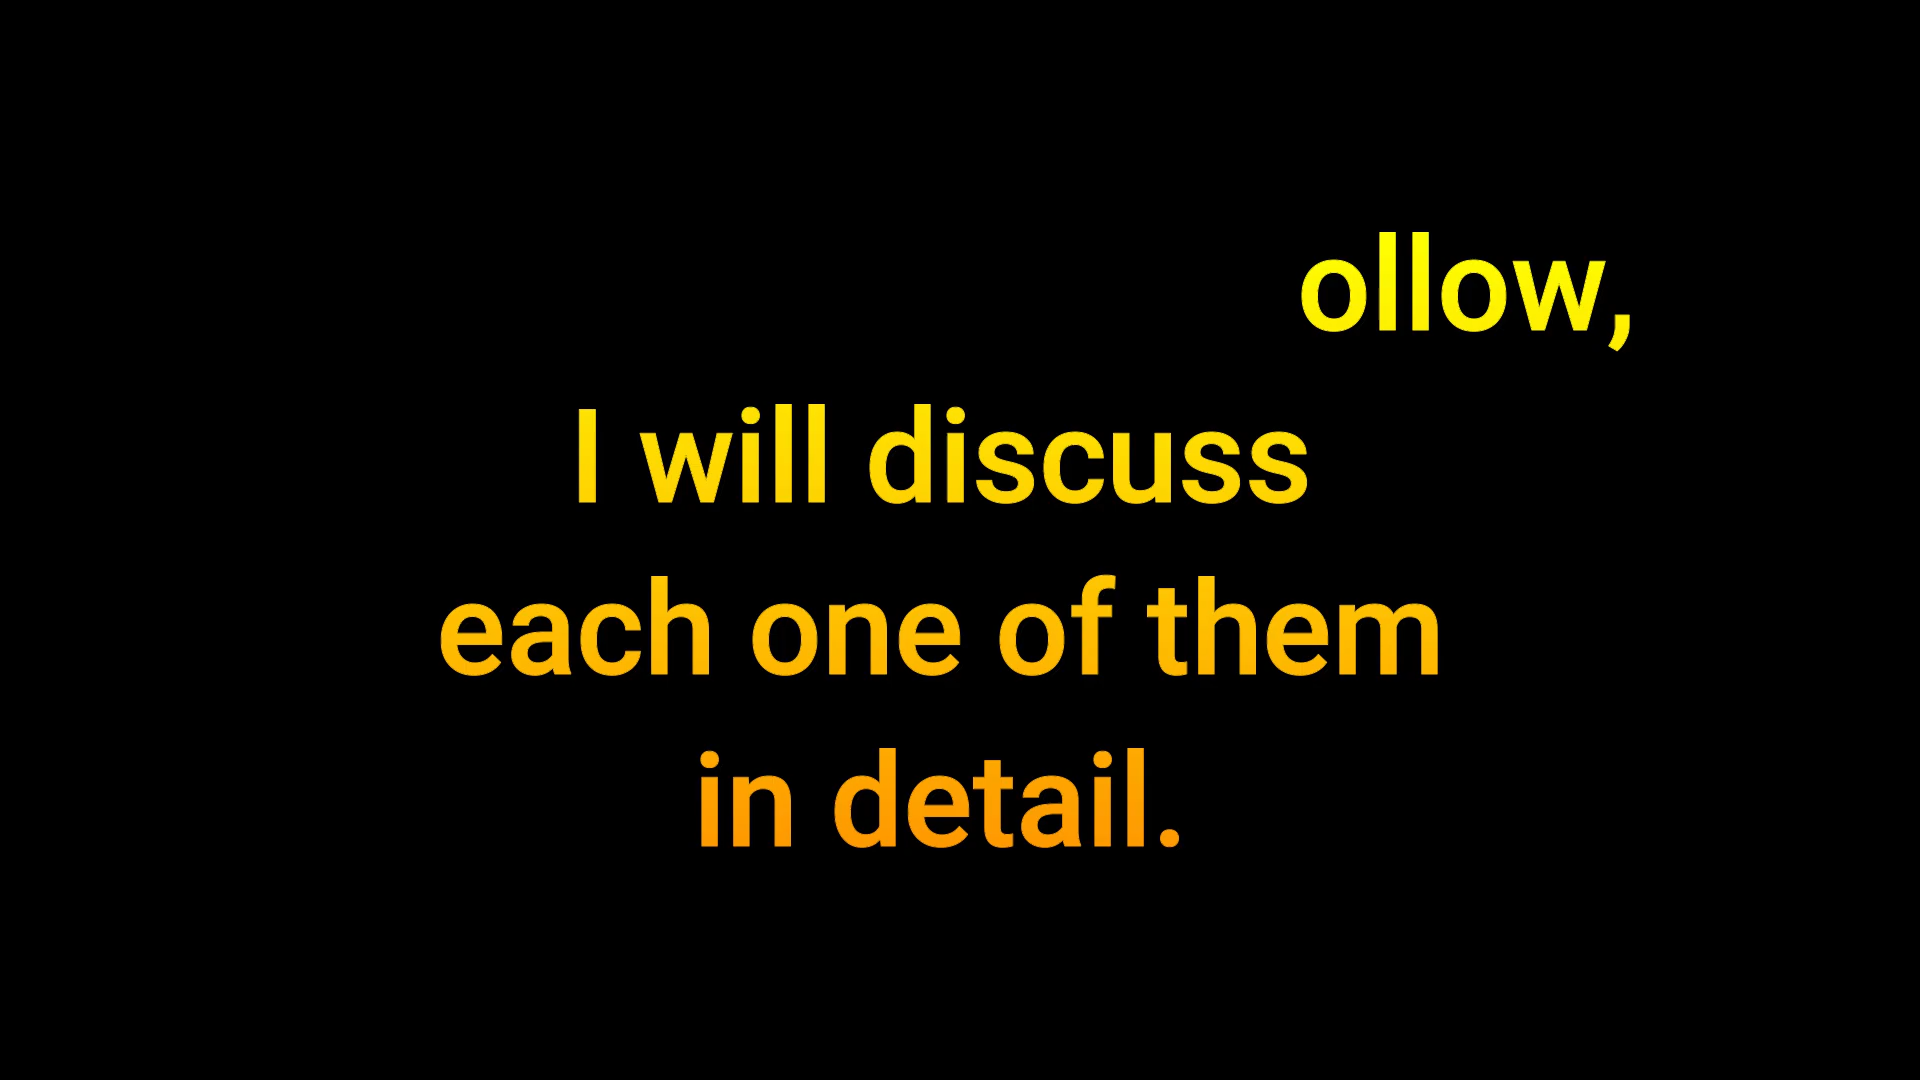 ollow,
I will discuss
each one of them
in detail.